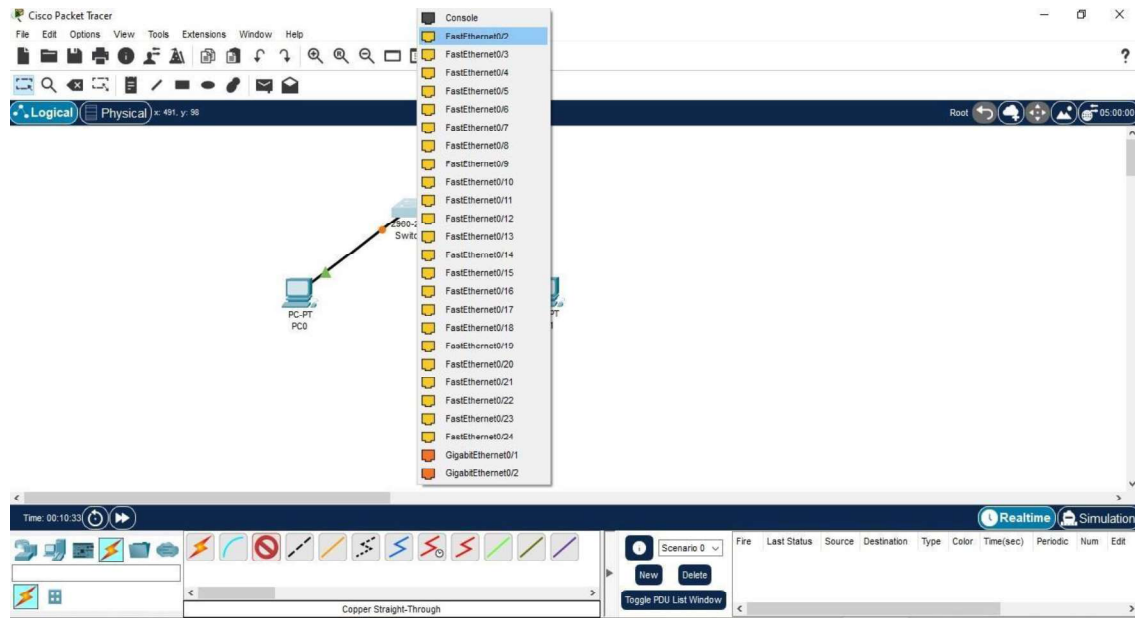 Cisco Packet Tracer
File Edit Options View Tools Extensions Window Help
?
Logical Physical x: 491, y: 98
Root 05:00:00
Console
FastEthernet0/2
FastEthernet0/3
FastEthernet0/4
FastEthernet0/5
FastEthernet0/6
FastEthernet0/7
FastEthernet0/8
FastEthernet0/9
FastEthernet0/10
FastEthernet0/11
FastEthernet0/12
FastEthernet0/13
FastEthernet0/14
FastEthernet0/15
FastEthernet0/16
FastEthernet0/17
FastEthernet0/18
FastEthernet0/19
FastEthernet0/20
FastEthernet0/21
FastEthernet0/22
FastEthernet0/23
FastEthernet0/24
GigabitEthernet0/1
GigabitEthernet0/2
PC-PT
PC0
Time: 00:10:33
Realtime Simulation
Scenario 0
New Delete
Toggle PDU List Window
Fire Last Status Source Destination Type Color Time(sec) Periodic Num Edit
Copper Straight-Through